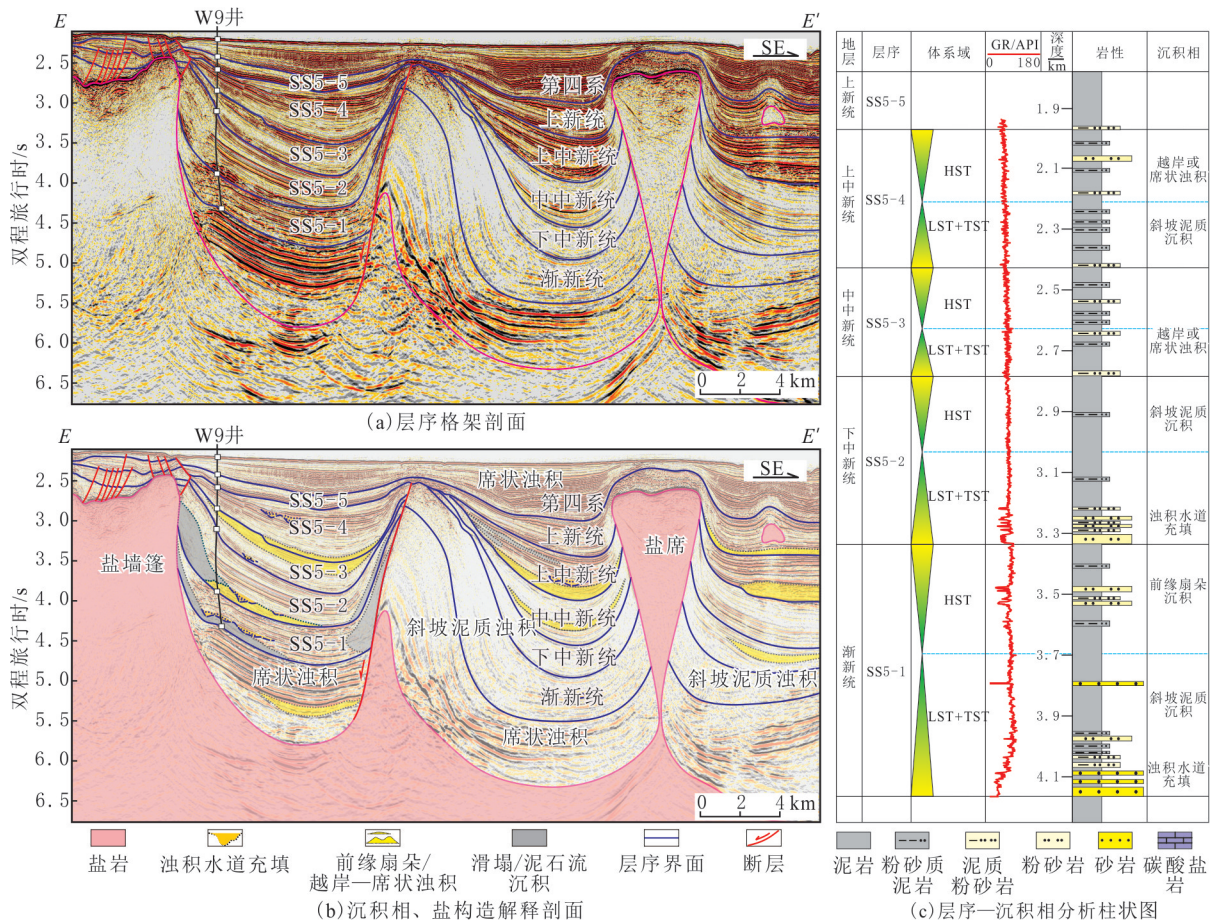 E
W9井
E′
SE
2.5
3.0
3.5
4.0
4.5
5.0
5.5
6.0
6.5
双程旅行时/s
SS5-5
SS5-4
SS5-3
SS5-2
SS5-1
第四系
上新统
上中新统
中中新统
下中新统
渐新统
0 2 4 km
(a)层序格架剖面
E
W9井
E′
SE
2.5
3.0
3.5
4.0
4.5
5.0
5.5
6.0
6.5
双程旅行时/s
盐墙篷
SS5-5
SS5-4
SS5-3
SS5-2
SS5-1
席状浊积
席状浊积
第四系
上新统
上中新统
中中新统
下中新统
渐新统
斜坡泥质浊积
席状浊积
盐席
斜坡泥质浊积
0 2 4 km
盐岩
浊积水道充填
前缘扇朵/
越岸—席状浊积
滑塌/泥石流
沉积
层序界面
断层
(b)沉积相、盐构造解释剖面
地层
层序
体系域
GR/API
0 180
深度
km
岩性
沉积相
上新统
SS5-5
1.9
上中新统
SS5-4
HST
LST+TST
2.1
2.3
越岸或
席状浊积
斜坡泥质
沉积
中中新统
SS5-3
HST
LST+TST
2.5
2.7
越岸或
席状浊积
下中新统
SS5-2
HST
LST+TST
2.9
3.1
3.3
斜坡泥质
沉积
浊积水道
充填
渐新统
SS5-1
HST
LST+TST
3.5
3.7
3.9
4.1
前缘扇朵
沉积
斜坡泥质
沉积
浊积水道
充填
泥岩
粉砂质
泥岩
泥质
粉砂岩
粉砂岩
砂岩
碳酸盐
岩
(c)层序—沉积相分析柱状图